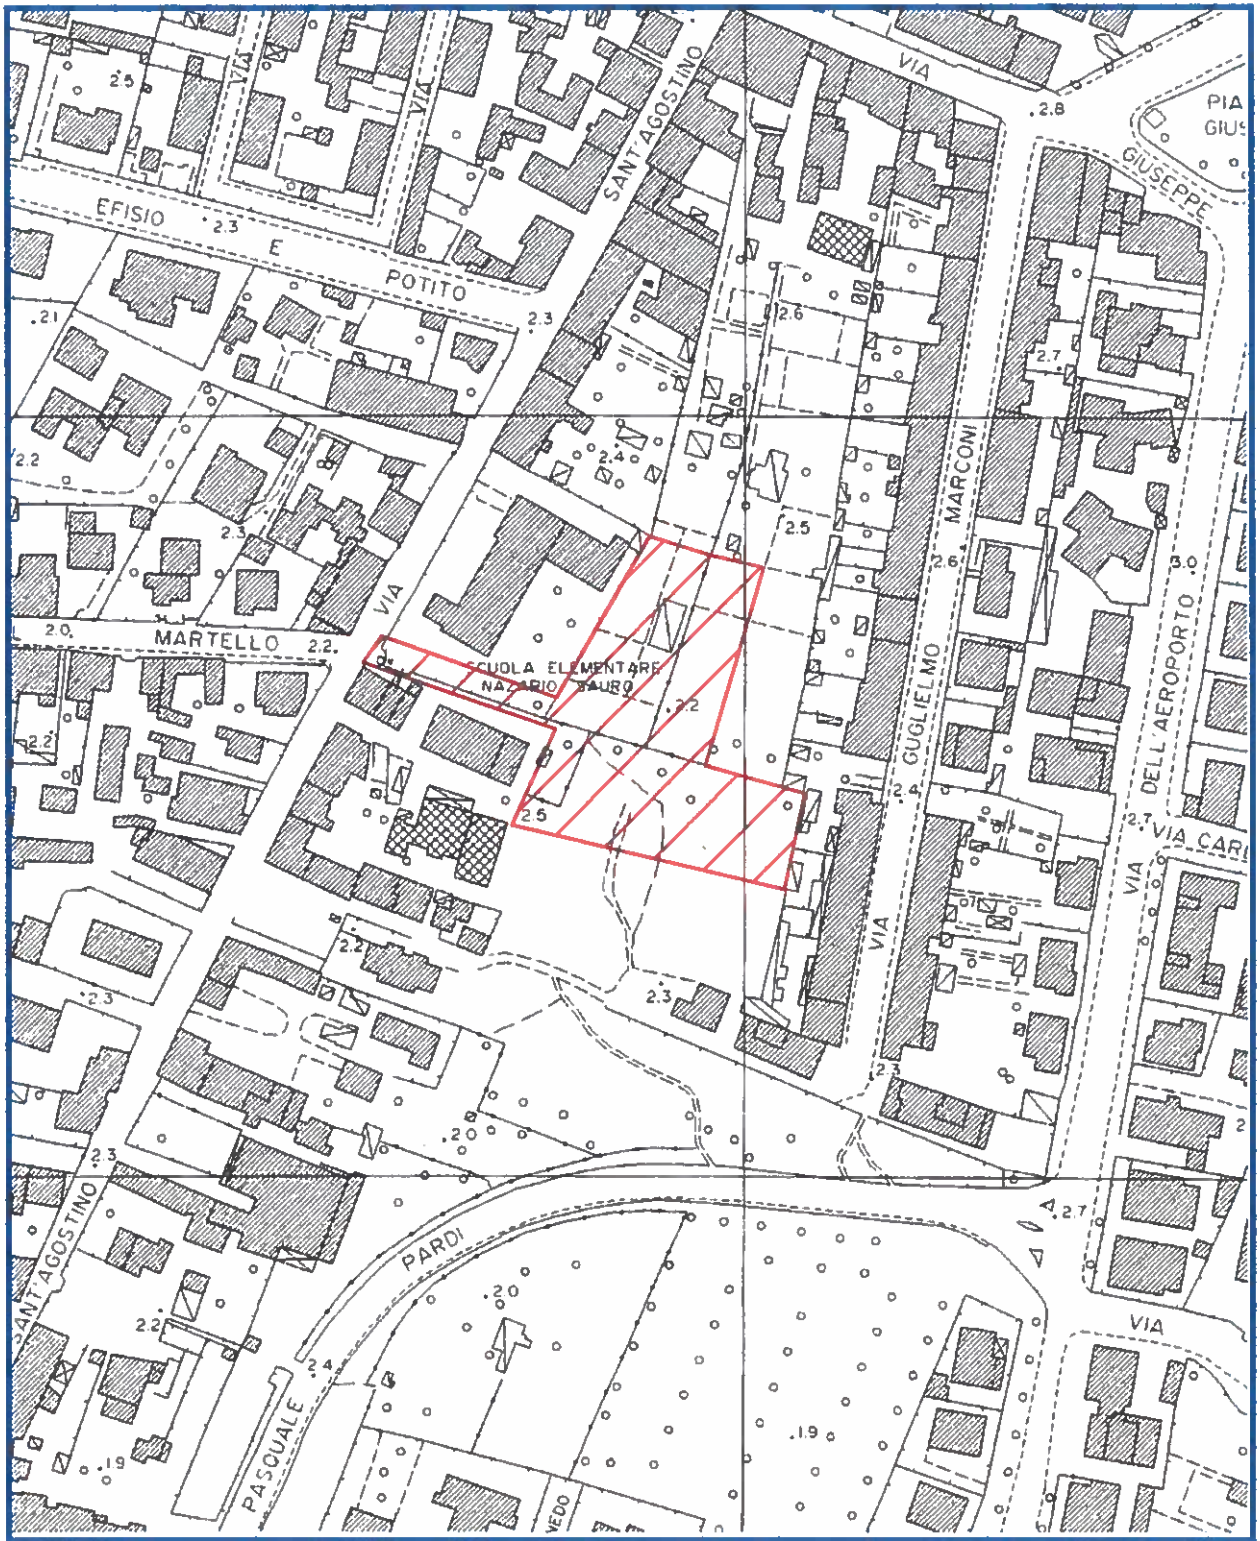 VIA
2.8
PIA
GIUS
GIUSEPPE
2.5
VIA
VIA
SANT'AGOSTINO
EFISIO
2.3
E
POTITO
2.3
2.1
2.6
2.7
2.2
2.4
MARCONI
2.3
2.5
VIA
2.6
3.0
2.0
MARTELLO
2.2
SCUOLA ELEMENTARE
NAZARIO SAURO
2.2
GUGLIELMO
DELL'AEROPORTO
2.2
2.4
2.5
2.7
VIA CARI
VIA
VIA
2.2
2.3
2.3
2.3
2.0
2.3
2.7
SANT'AGOSTINO
PARDI
2.0
2.2
VIA
2.4
PASQUALE
1.9
1.9
VEDO
2